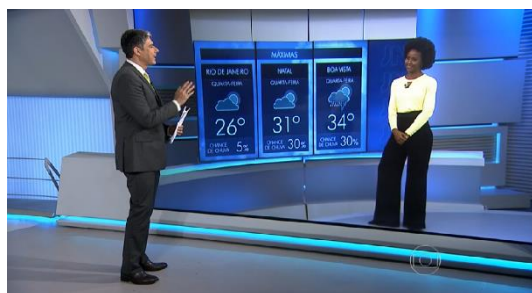 MÁXIMAS
RIO DE JANEIRO
QUARTA-FEIRA
26°
CHANCE
DE CHUVA 5%
NATAL
QUARTA-FEIRA
31°
CHANCE
DE CHUVA 30%
BOA VISTA
QUARTA-FEIRA
34°
CHANCE
DE CHUVA 30%